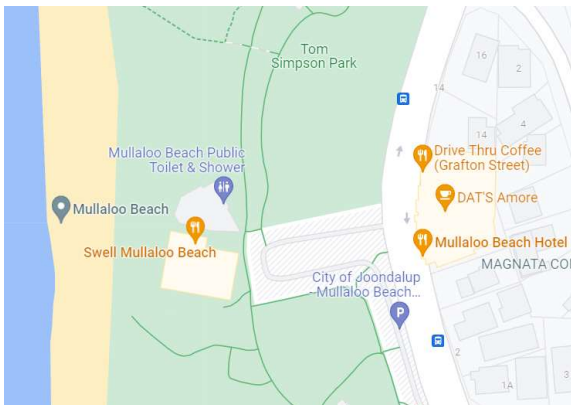 Tom
Simpson Park
16
2
14
4
14
Mullaloo Beach Public
Toilet & Shower
Drive Thru Coffee
(Grafton Street)
DAT'S Amore
Mullaloo Beach
Swell Mullaloo Beach
Mullaloo Beach Hotel
MAGNATA CO
City of Joondalup
- Mullaloo Beach...
P
2
1A
3